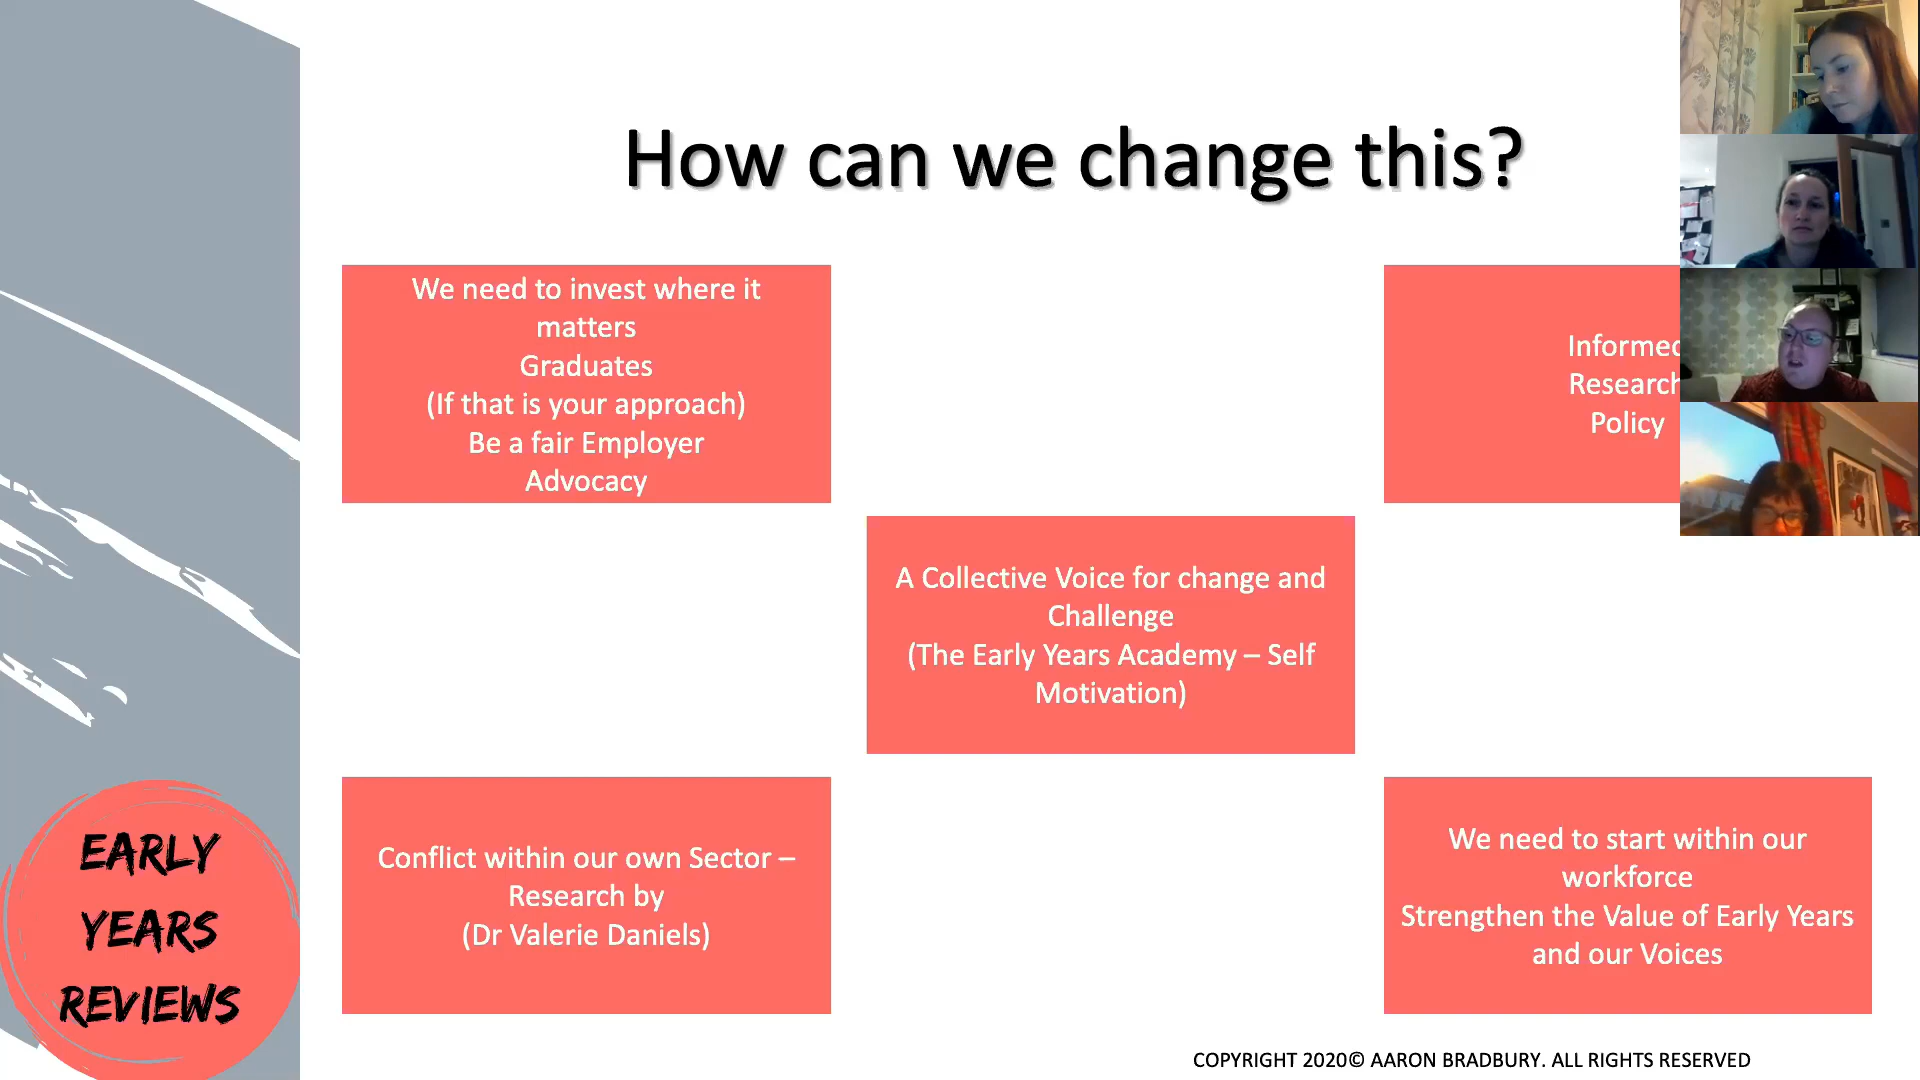 How can we change this?
We need to invest where it
matters
Graduates
(If that is your approach)
Be a fair Employer
Advocacy
Research
Policy
A Collective Voice for change and
Challenge
(The Early Years Academy – Self
Motivation)
Conflict within our own Sector –
Research by
(Dr Valerie Daniels)
We need to start within our
workforce
Strengthen the Value of Early Years
and our Voices
EARLY
YEARS
REVIEWS
COPYRIGHT 2020© AARON BRADBURY. ALL RIGHTS RESERVED